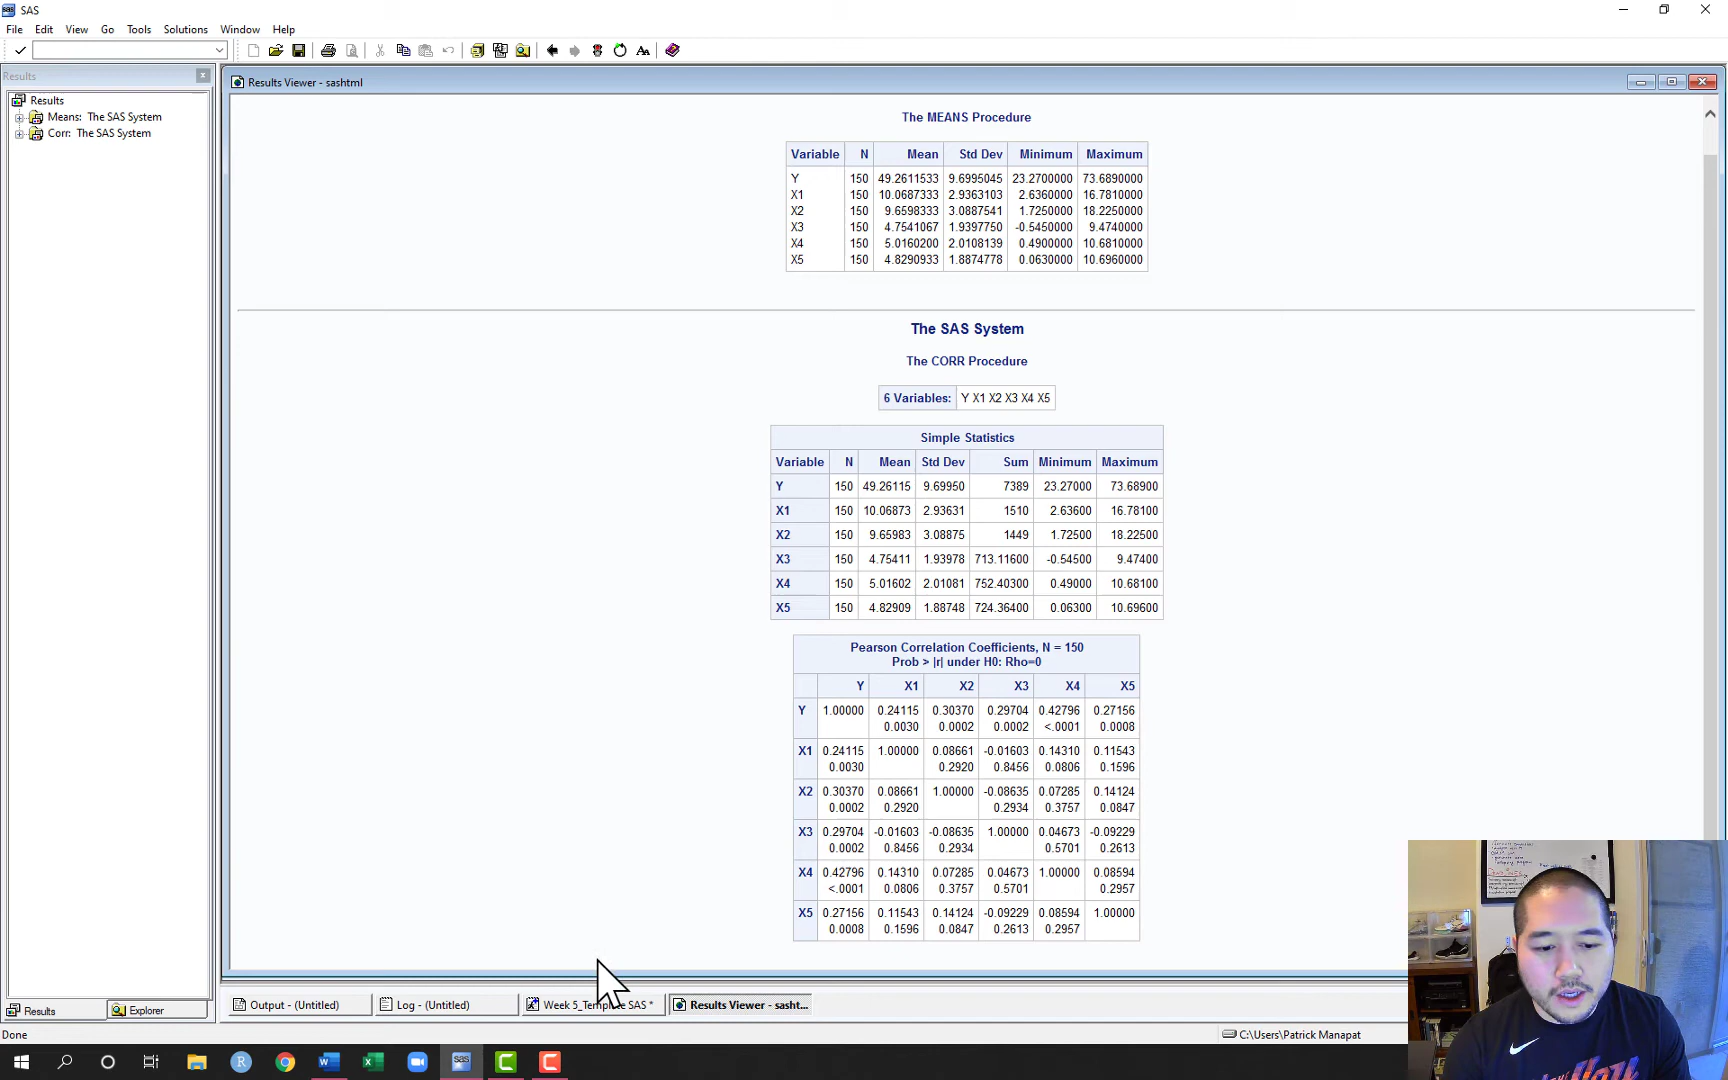 SAS
File Edit View Go Tools Solutions Window Help
Results
Results Viewer - sashtml
Results
Means: The SAS System
Corr: The SAS System
The MEANS Procedure
Variable N Mean Std Dev Minimum Maximum
Y 150 49.2611533 9.6995045 23.2700000 73.6890000
X1 150 10.0687333 2.9363103 2.6360000 16.7810000
X2 150 9.6598333 3.0887541 1.7250000 18.2250000
X3 150 4.7541067 1.9397750 -0.5450000 9.4740000
X4 150 5.0160200 2.0108139 0.4900000 10.6810000
X5 150 4.8290933 1.8874778 0.0630000 10.6960000
The SAS System
The CORR Procedure
6 Variables: Y X1 X2 X3 X4 X5
Simple Statistics
Variable N Mean Std Dev Sum Minimum Maximum
Y 150 49.26115 9.69950 7389 23.27000 73.68900
X1 150 10.06873 2.93631 1510 2.63600 16.78100
X2 150 9.65983 3.08875 1449 1.72500 18.22500
X3 150 4.75411 1.93978 713.11600 -0.54500 9.47400
X4 150 5.01602 2.01081 752.40300 0.49000 10.68100
X5 150 4.82909 1.88748 724.36400 0.06300 10.69600
Pearson Correlation Coefficients, N = 150
Prob > |r| under H0: Rho=0
Y X1 X2 X3 X4 X5
Y 1.00000 0.24115 0.30370 0.29704 0.42796 0.27156
0.0030 0.0002 0.0002 <.0001 0.0008
X1 0.24115 1.00000 0.08661 -0.01603 0.14310 0.11543
0.0030 0.2920 0.8456 0.0806 0.1596
X2 0.30370 0.08661 1.00000 -0.08635 0.07285 0.14124
0.0002 0.2920 0.2934 0.3757 0.0847
X3 0.29704 -0.01603 -0.08635 1.00000 0.04673 -0.09229
0.0002 0.8456 0.2934 0.5701 0.2613
X4 0.42796 0.14310 0.07285 0.04673 1.00000 0.08594
<.0001 0.0806 0.3757 0.5701 0.2957
X5 0.27156 0.11543 0.14124 -0.09229 0.08594 1.00000
0.0008 0.1596 0.0847 0.2613 0.2957
Results Explorer
Output - (Untitled) Log - (Untitled) Week 5_Temp SAS * Results Viewer - sasht...
Done C:\Users\Patrick Manapat